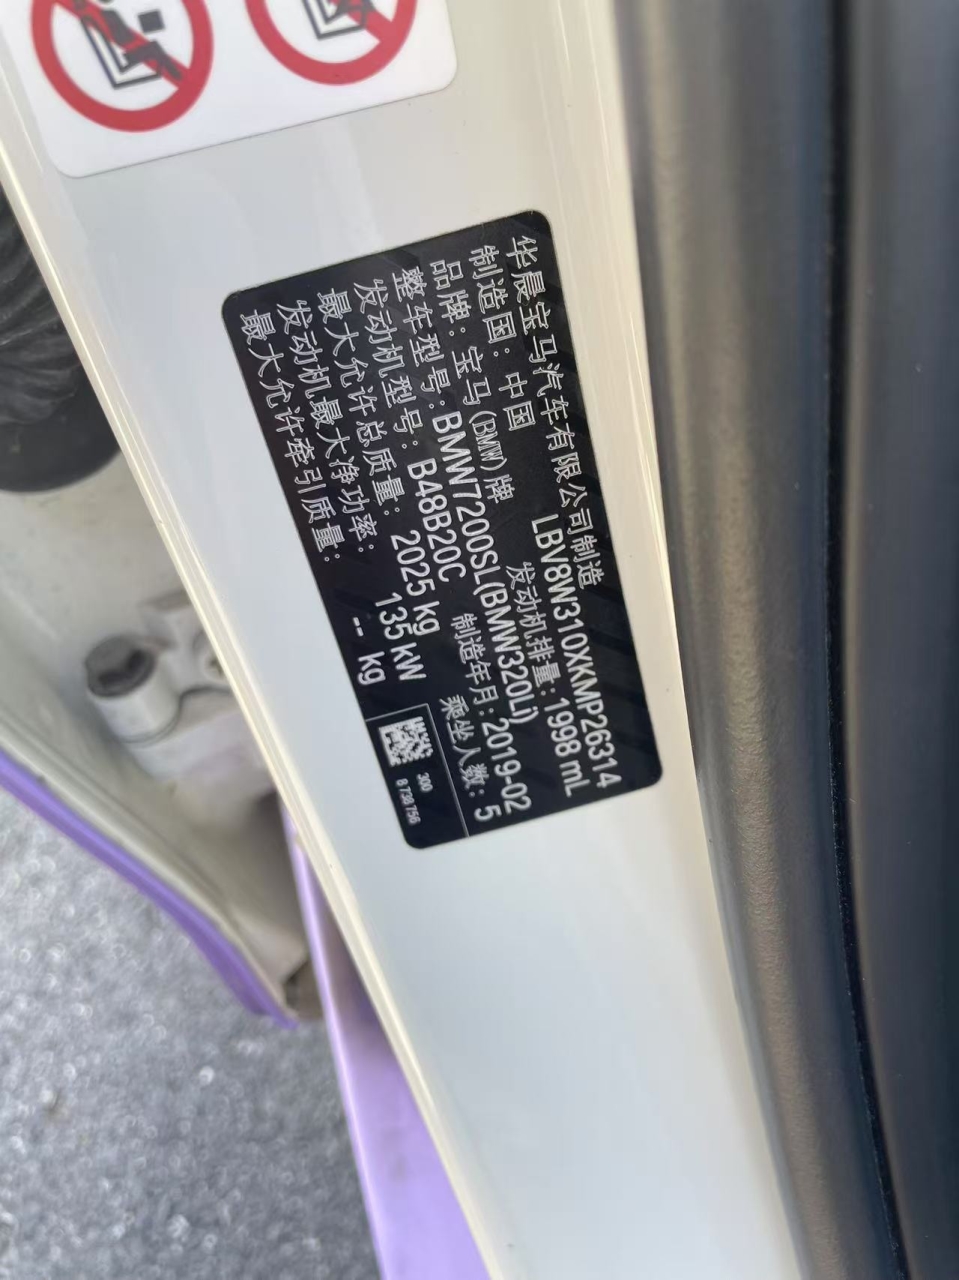 华晨宝马汽车有限公司制造
LBV8W310XKMP26314
制造国：中国
发动机排量：1998 mL
品牌：宝马(BMW)牌
制造年月：2019-02
整车型号：BMW7200SL(BMW320Li)
乘坐人数：5
发动机型号：B48B20C
最大允许总质量：2025 kg
发动机最大净功率：135 kW
最大允许牵引质量：-- kg
300
8 738 756